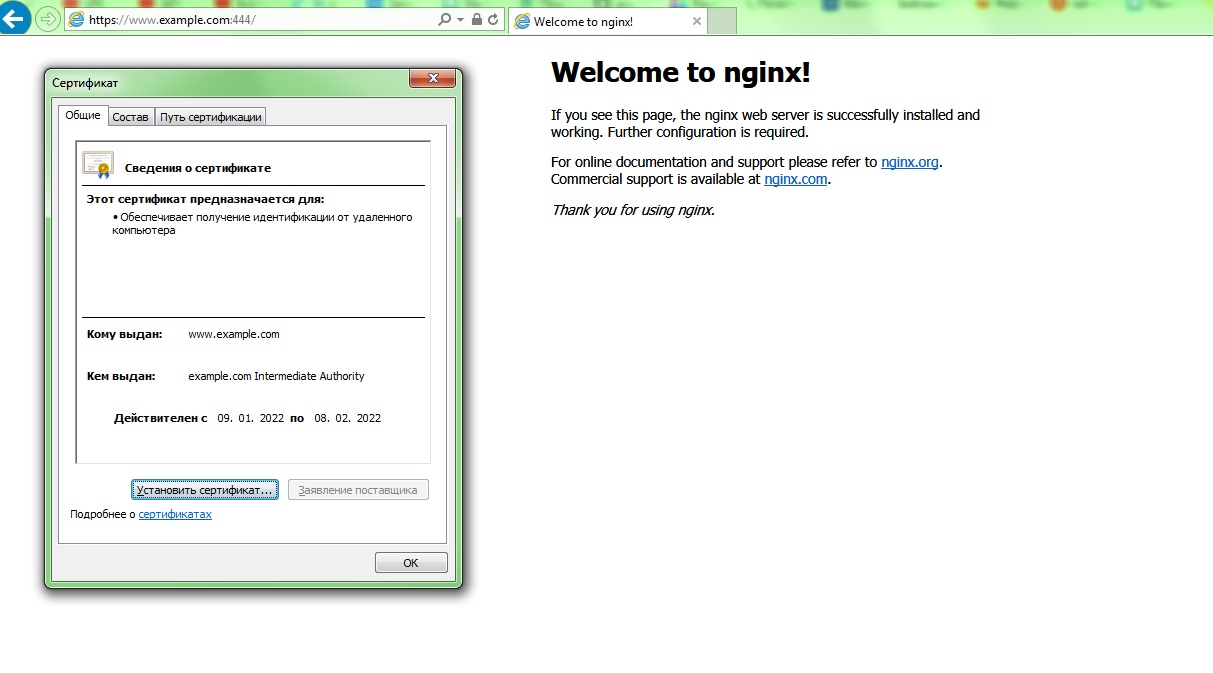 https://www.example.com:444/
Welcome to nginx!
Сертификат
Общие
Состав
Путь сертификации
Сведения о сертификате
Этот сертификат предназначается для:
• Обеспечивает получение идентификации от удаленного
компьютера
Кому выдан: www.example.com
Кем выдан: example.com Intermediate Authority
Действителен с 09. 01. 2022 по 08. 02. 2022
Установить сертификат...
Заявление поставщика
Подробнее о сертификатах
OK
Welcome to nginx!
If you see this page, the nginx web server is successfully installed and
working. Further configuration is required.
For online documentation and support please refer to nginx.org.
Commercial support is available at nginx.com.
Thank you for using nginx.